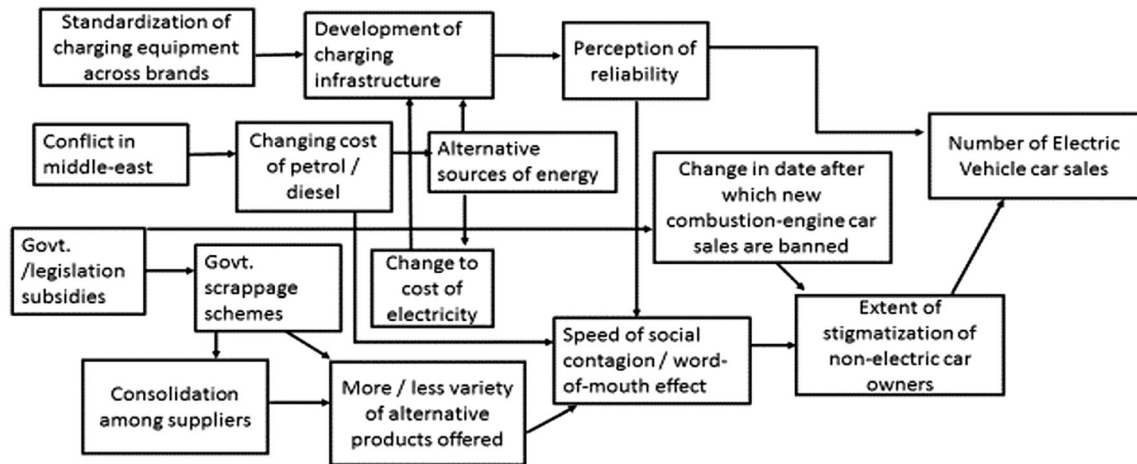 Standardization of
charging equipment
across brands
Development of
charging
infrastructure
Perception of
reliability
Number of Electric
Vehicle car sales
Conflict in
middle-east
Changing cost
of petrol /
diesel
Alternative
sources of energy
Change in date after
which new
combustion-engine car
sales are banned
Govt.
/legislation
subsidies
Govt.
scrappage
schemes
Change to
cost of
electricity
Extent of
stigmatization of
non-electric car
owners
Speed of social
contagion / word-
of-mouth effect
Consolidation
among suppliers
More / less variety
of alternative
products offered